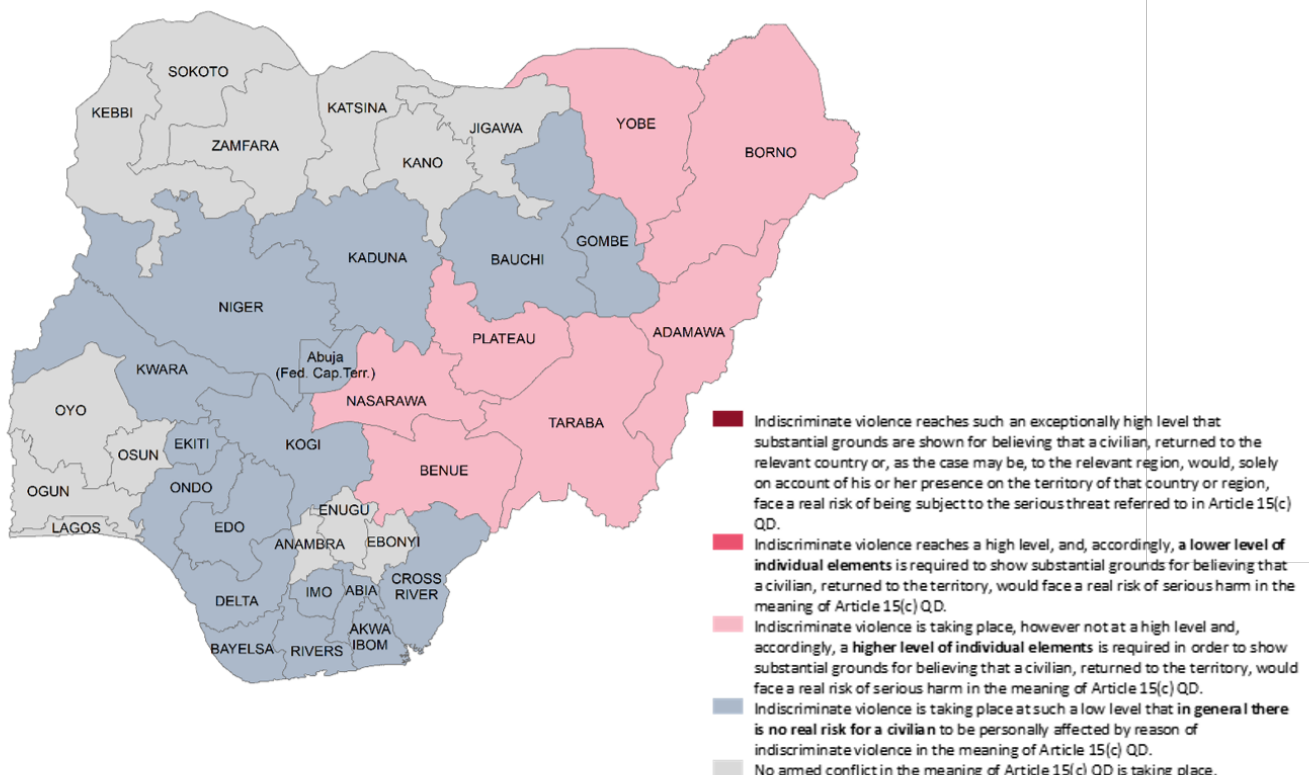 SOKOTO
KEBBI
KATSINA
ZAMFARA
KANO
JIGAWA
YOBE
BORNO
KADUNA
BAUCHI
GOMBE
NIGER
PLATEAU
ADAMAWA
KWARA
Abuja
(Fed. Cap.Terr.)
NASARAWA
TARABA
OYO
OSUN
EKITI
KOGI
BENUE
OGUN
ONDO
LAGOS
EDO
ENUGU
ANAMBRA
EBONYI
DELTA
IMO
ABIA
CROSS
RIVER
BAYELSA
RIVERS
AKWA
IBOM
Indiscriminate violence reaches such an exceptionally high level that
substantial grounds are shown for believing that a civilian, returned to the
relevant country or, as the case may be, to the relevant region, would, solely
on account of his or her presence on the territory of that country or region,
face a real risk of being subject to the serious threat referred to in Article 15(c)
QD.
Indiscriminate violence reaches a high level, and, accordingly, a lower level of
individual elements is required to show substantial grounds for believing that
a civilian, returned to the territory, would face a real risk of serious harm in the
meaning of Article 15(c) QD.
Indiscriminate violence is taking place, however not at a high level and,
accordingly, a higher level of individual elements is required in order to show
substantial grounds for believing that a civilian, returned to the territory, would
face a real risk of serious harm in the meaning of Article 15(c) QD.
Indiscriminate violence is taking place at such a low level that in general there
is no real risk for a civilian to be personally affected by reason of
indiscriminate violence in the meaning of Article 15(c) QD.
No armed conflict in the meaning of Article 15(c) QD is taking place.